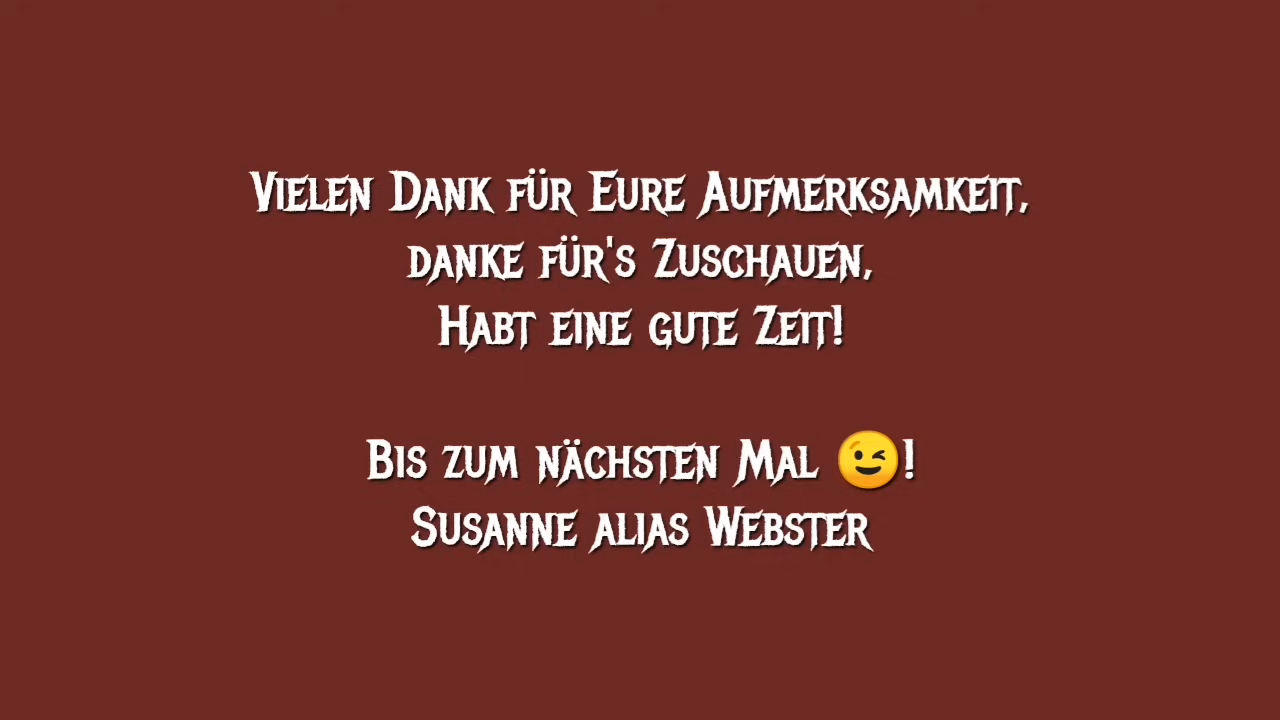 Vielen Dank für Eure Aufmerksamkeit,
danke für's Zuschauen,
Habt eine gute Zeit!
Bis zum nächsten Mal 😉!
Susanne alias Webster